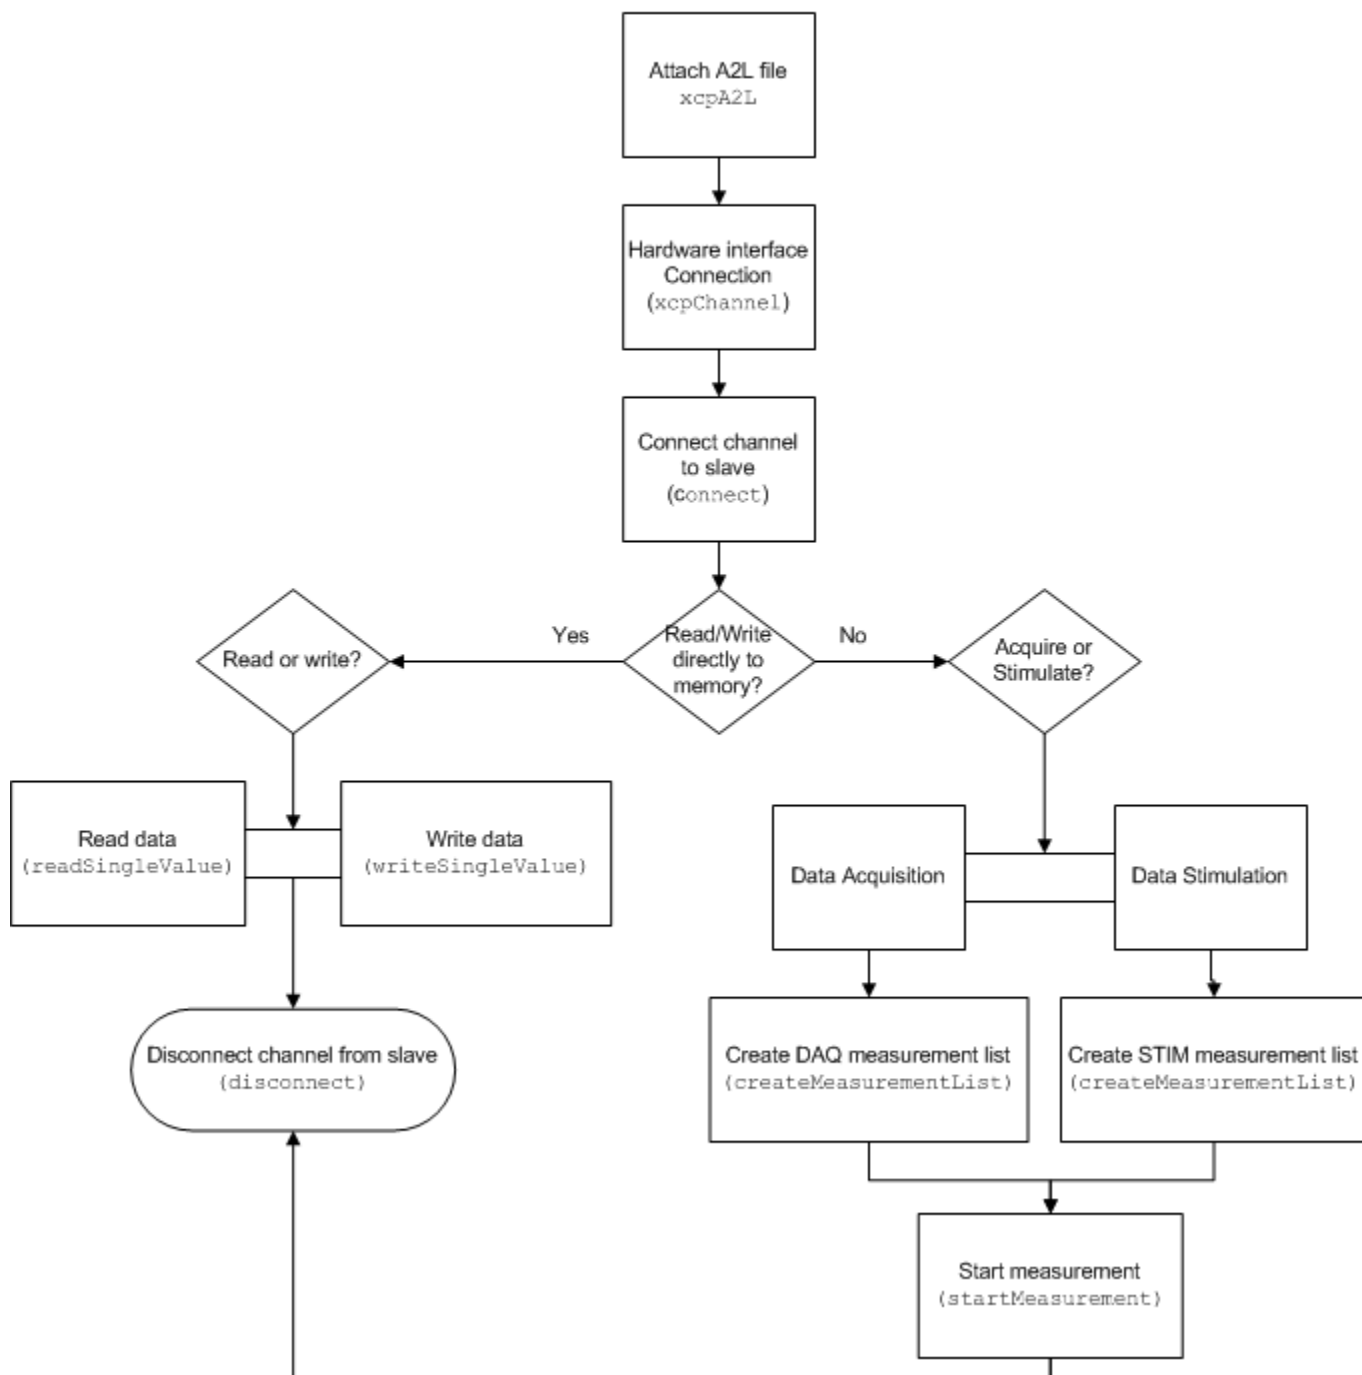 Attach A2L file
xcpA2L
Hardware interface
Connection
(xcpChannel)
Connect channel
to slave
(connect)
Yes
Read/Write
directly to
memory?
No
Read or write?
Acquire or
Stimulate?
Read data
(readSingleValue)
Write data
(writeSingleValue)
Data Acquisition
Data Stimulation
Disconnect channel from slave
(disconnect)
Create DAQ measurement list
(createMeasurementList)
Create STIM measurement list
(createMeasurementList)
Start measurement
(startMeasurement)